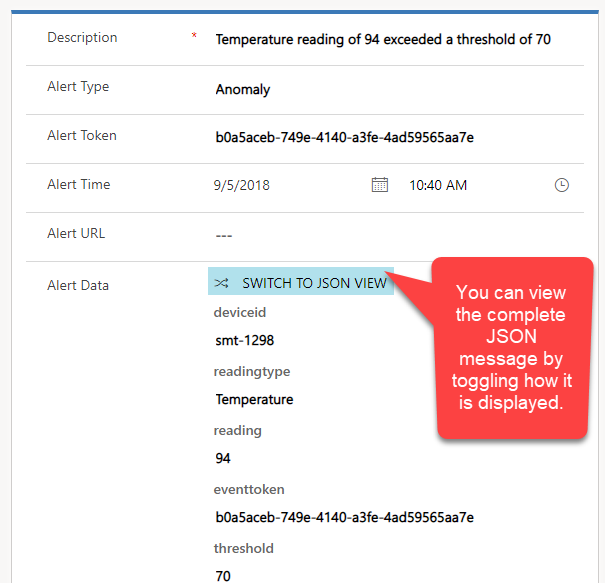 Description * Temperature reading of 94 exceeded a threshold of 70
Alert Type Anomaly
Alert Token b0a5aceb-749e-4140-a3fe-4ad59565aa7e
Alert Time 9/5/2018 10:40 AM
Alert URL ---
Alert Data SWITCH TO JSON VIEW
deviceid
smt-1298
readingtype
Temperature
reading
94
eventtoken
b0a5aceb-749e-4140-a3fe-4ad59565aa7e
threshold
70
You can view
the complete
JSON
message by
toggling how it
is displayed.